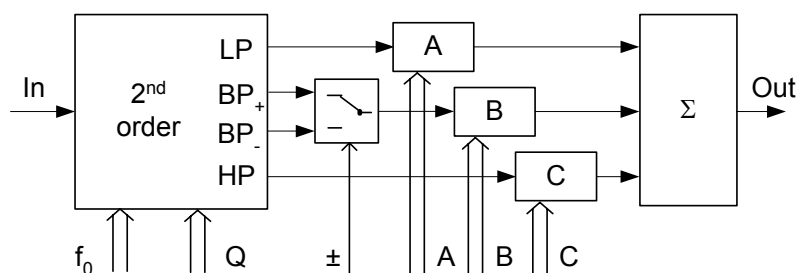 LP
A
In
2nd
order
BP+
BP-
HP
B
C
Σ
Out
f0
Q
±
A
B
C